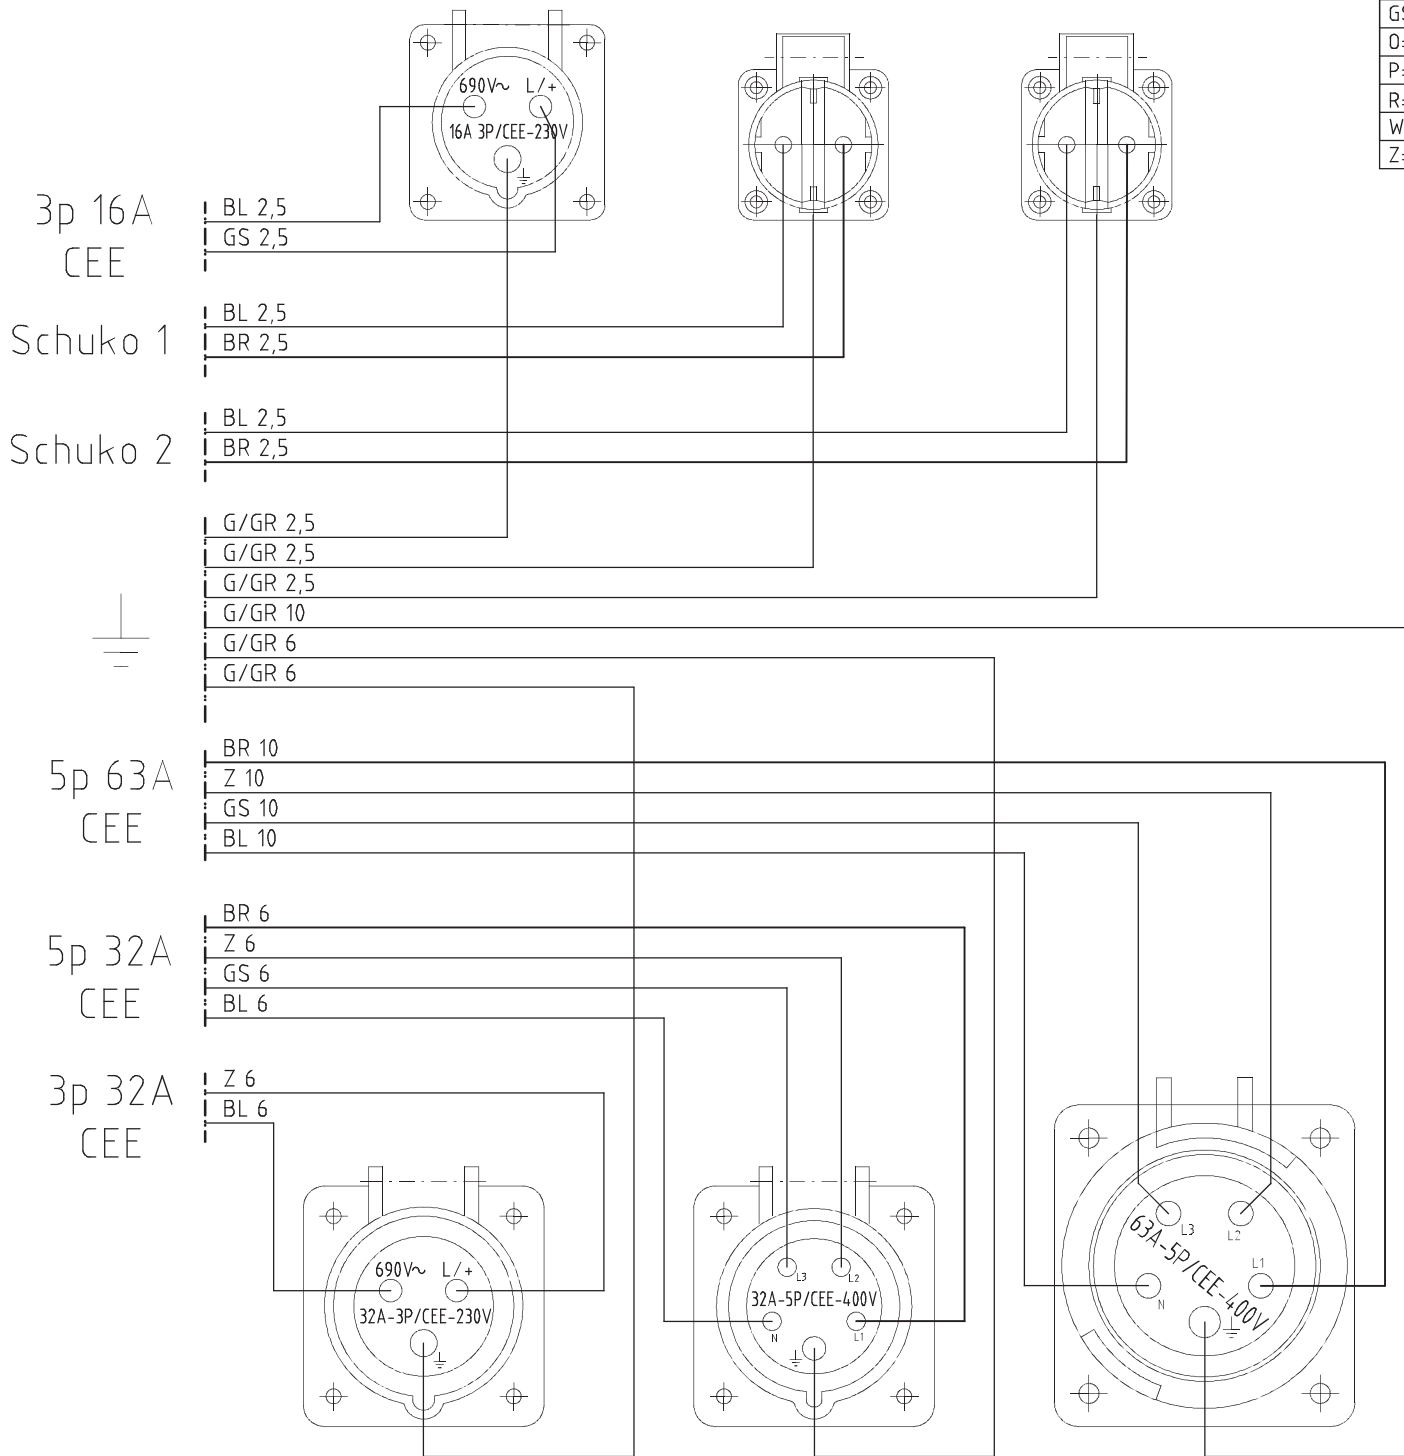 GS
O=
P=
R=
W
Z=
690V~ L/+
16A 3P/CEE-230V
3p 16A
CEE
BL 2,5
GS 2,5
Schuko 1
BL 2,5
BR 2,5
Schuko 2
BL 2,5
BR 2,5
G/GR 2,5
G/GR 2,5
G/GR 2,5
G/GR 10
G/GR 6
G/GR 6
5p 63A
CEE
BR 10
Z 10
GS 10
BL 10
5p 32A
CEE
BR 6
Z 6
GS 6
BL 6
3p 32A
CEE
Z 6
BL 6
690V~ L/+
32A-3P/CEE-230V
L3 L2
32A-5P/CEE-400V
N L1
L3 L2
63A-5P/CEE-400V
L1
N